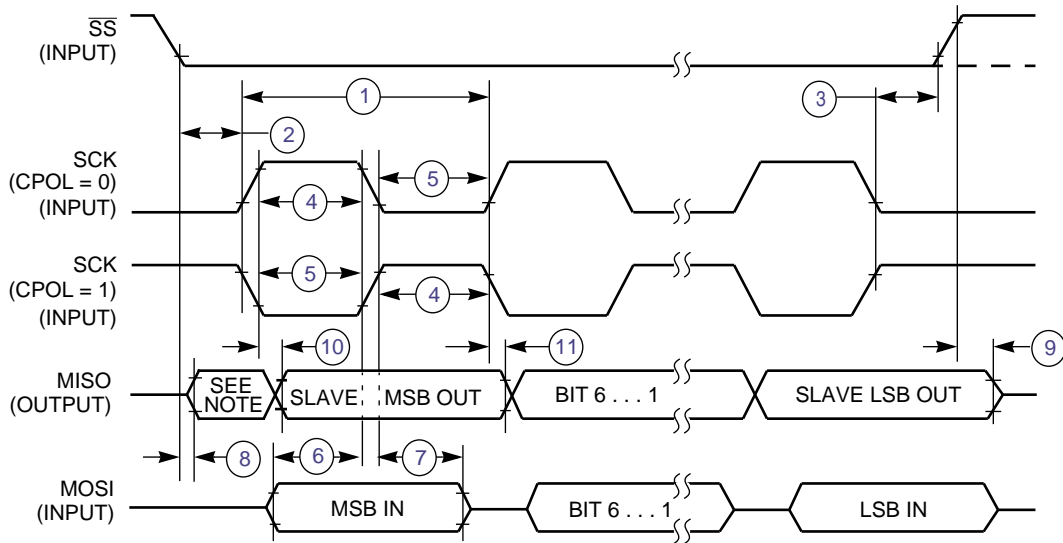 SS
(INPUT)
1
3
2
SCK
(CPOL = 0)
(INPUT)
5
4
SCK
(CPOL = 1)
(INPUT)
5
4
10
11
9
MISO
(OUTPUT)
SEE
NOTE
SLAVE
MSB OUT
BIT 6 . . . 1
SLAVE LSB OUT
8
6
7
MOSI
(INPUT)
MSB IN
BIT 6 . . . 1
LSB IN